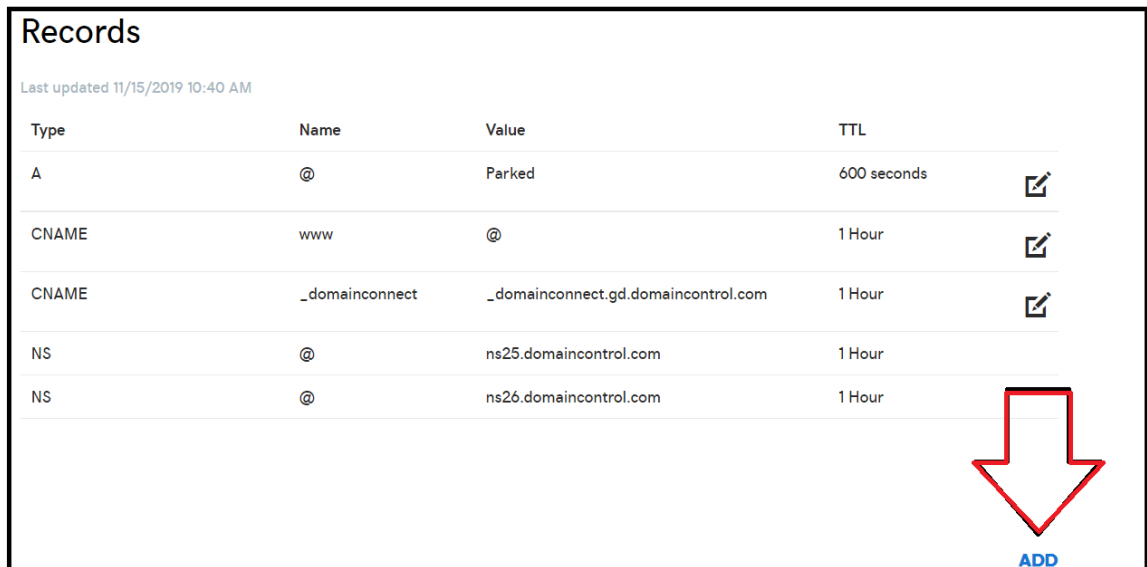 Records
Last updated 11/15/2019 10:40 AM
Type Name Value TTL
A @ Parked 600 seconds
CNAME www @ 1 Hour
CNAME _domainconnect _domainconnect.gd.domaincontrol.com 1 Hour
NS @ ns25.domaincontrol.com 1 Hour
NS @ ns26.domaincontrol.com 1 Hour
ADD